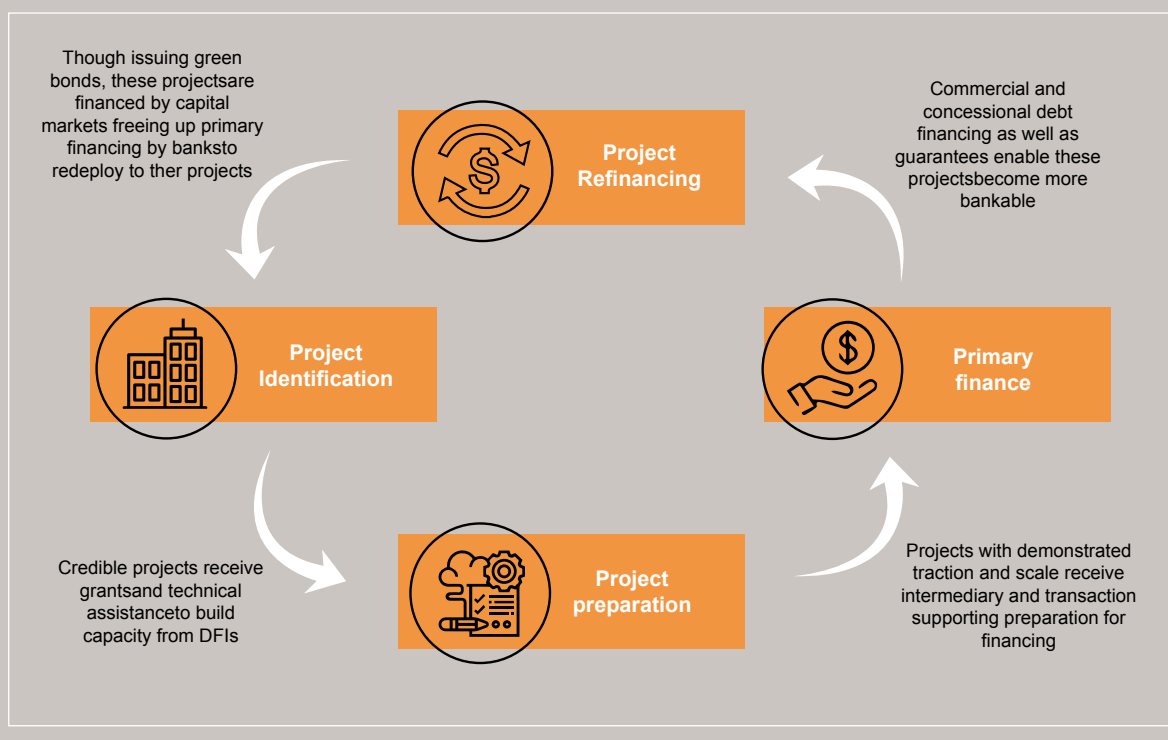 Though issuing green
bonds, these projectsare
financed by capital
markets freeing up primary
financing by banksto
redeploy to ther projects
Project
Refinancing
Commercial and
concessional debt
financing as well as
guarantees enable these
projectsbecome more
bankable
Project
Identification
Primary
finance
Credible projects receive
grantsand technical
assistanceto build
capacity from DFIs
Project
preparation
Projects with demonstrated
traction and scale receive
intermediary and transaction
supporting preparation for
financing